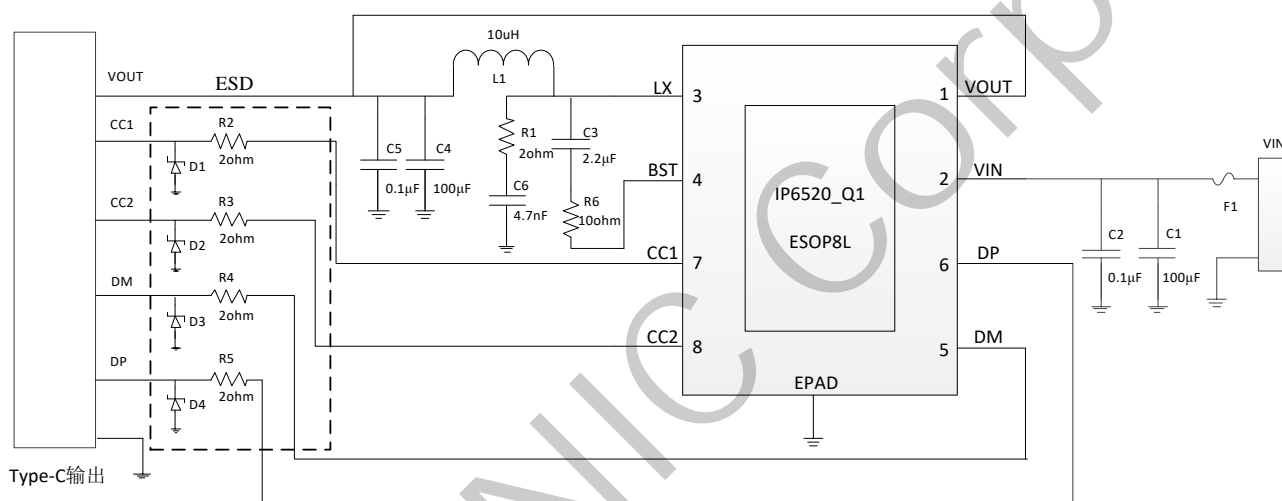 10uH
L1
VOUT
ESD
LX
3
1
VOUT
VIN
CC1
R2
2ohm
D1
R1
2ohm
C3
2.2μF
C5
0.1μF
C4
100μF
BST
4
2
VIN
F1
C6
4.7nF
R6
10ohm
IP6520_Q1
ESOP8L
CC2
R3
2ohm
D2
CC1
7
6
DP
C2
0.1μF
C1
100μF
DM
R4
2ohm
D3
CC2
8
5
DM
DP
R5
2ohm
D4
EPAD
Type-C输出
NIC Corp